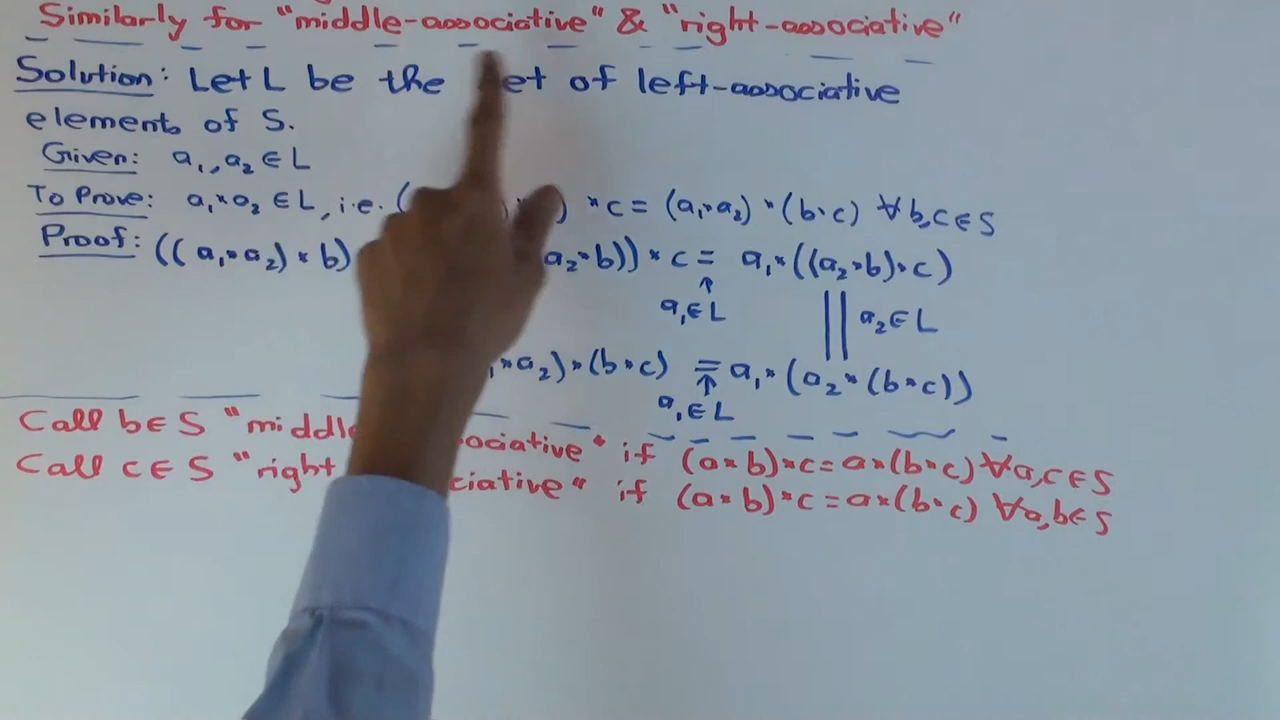 Similarly for "middle-associative" & "right-associative"
Solution: Let L be the set of left-associative
elements of S.
Given: a₁, a₂ ∈ L
To Prove: a₁*a₂ ∈ L, i.e. ( ) *c = (a₁*a₂) *(b*c) ∀b,c∈S
Proof: ((a₁*a₂) * b) a₂*b)) * c = a₁*((a₂*b)*c)
a₁∈L || a₂∈L
*a₂)*(b*c) = a₁*(a₂*(b*c))
a₁∈L
Call b∈S "middle ociative" if (a*b)*c=a*(b*c) ∀a,c∈S
Call c∈S "right ciative" if (a*b)*c=a*(b*c) ∀a,b∈S